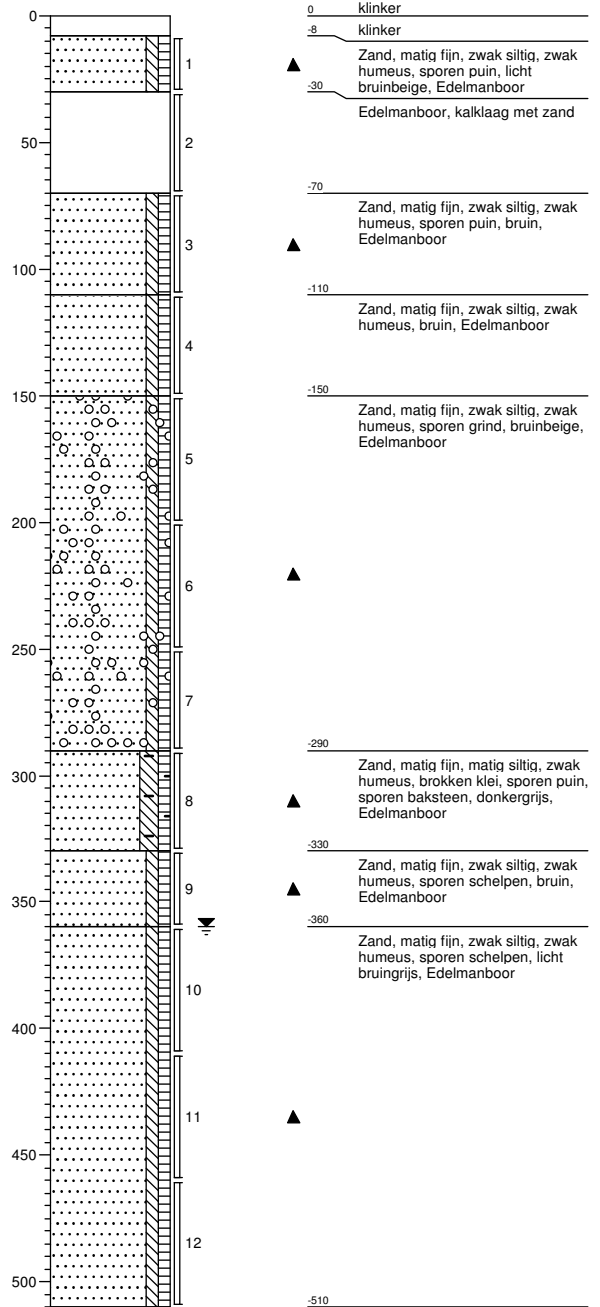 0
50
100
150
200
250
300
350
400
450
500
1
2
3
4
5
6
7
8
9
10
11
12
0 klinker
-8 klinker
Zand, matig fijn, zwak siltig, zwak
humeus, sporen puin, licht
bruinbeige, Edelmanboor
-30
Edelmanboor, kalklaag met zand
-70
Zand, matig fijn, zwak siltig, zwak
humeus, sporen puin, bruin,
Edelmanboor
-110
Zand, matig fijn, zwak siltig, zwak
humeus, bruin, Edelmanboor
-150
Zand, matig fijn, zwak siltig, zwak
humeus, sporen grind, bruinbeige,
Edelmanboor
-290
Zand, matig fijn, matig siltig, zwak
humeus, brokken klei, sporen puin,
sporen baksteen, donkergrijs,
Edelmanboor
-330
Zand, matig fijn, zwak siltig, zwak
humeus, sporen schelpen, bruin,
Edelmanboor
-360
Zand, matig fijn, zwak siltig, zwak
humeus, sporen schelpen, licht
bruingrijs, Edelmanboor
-510